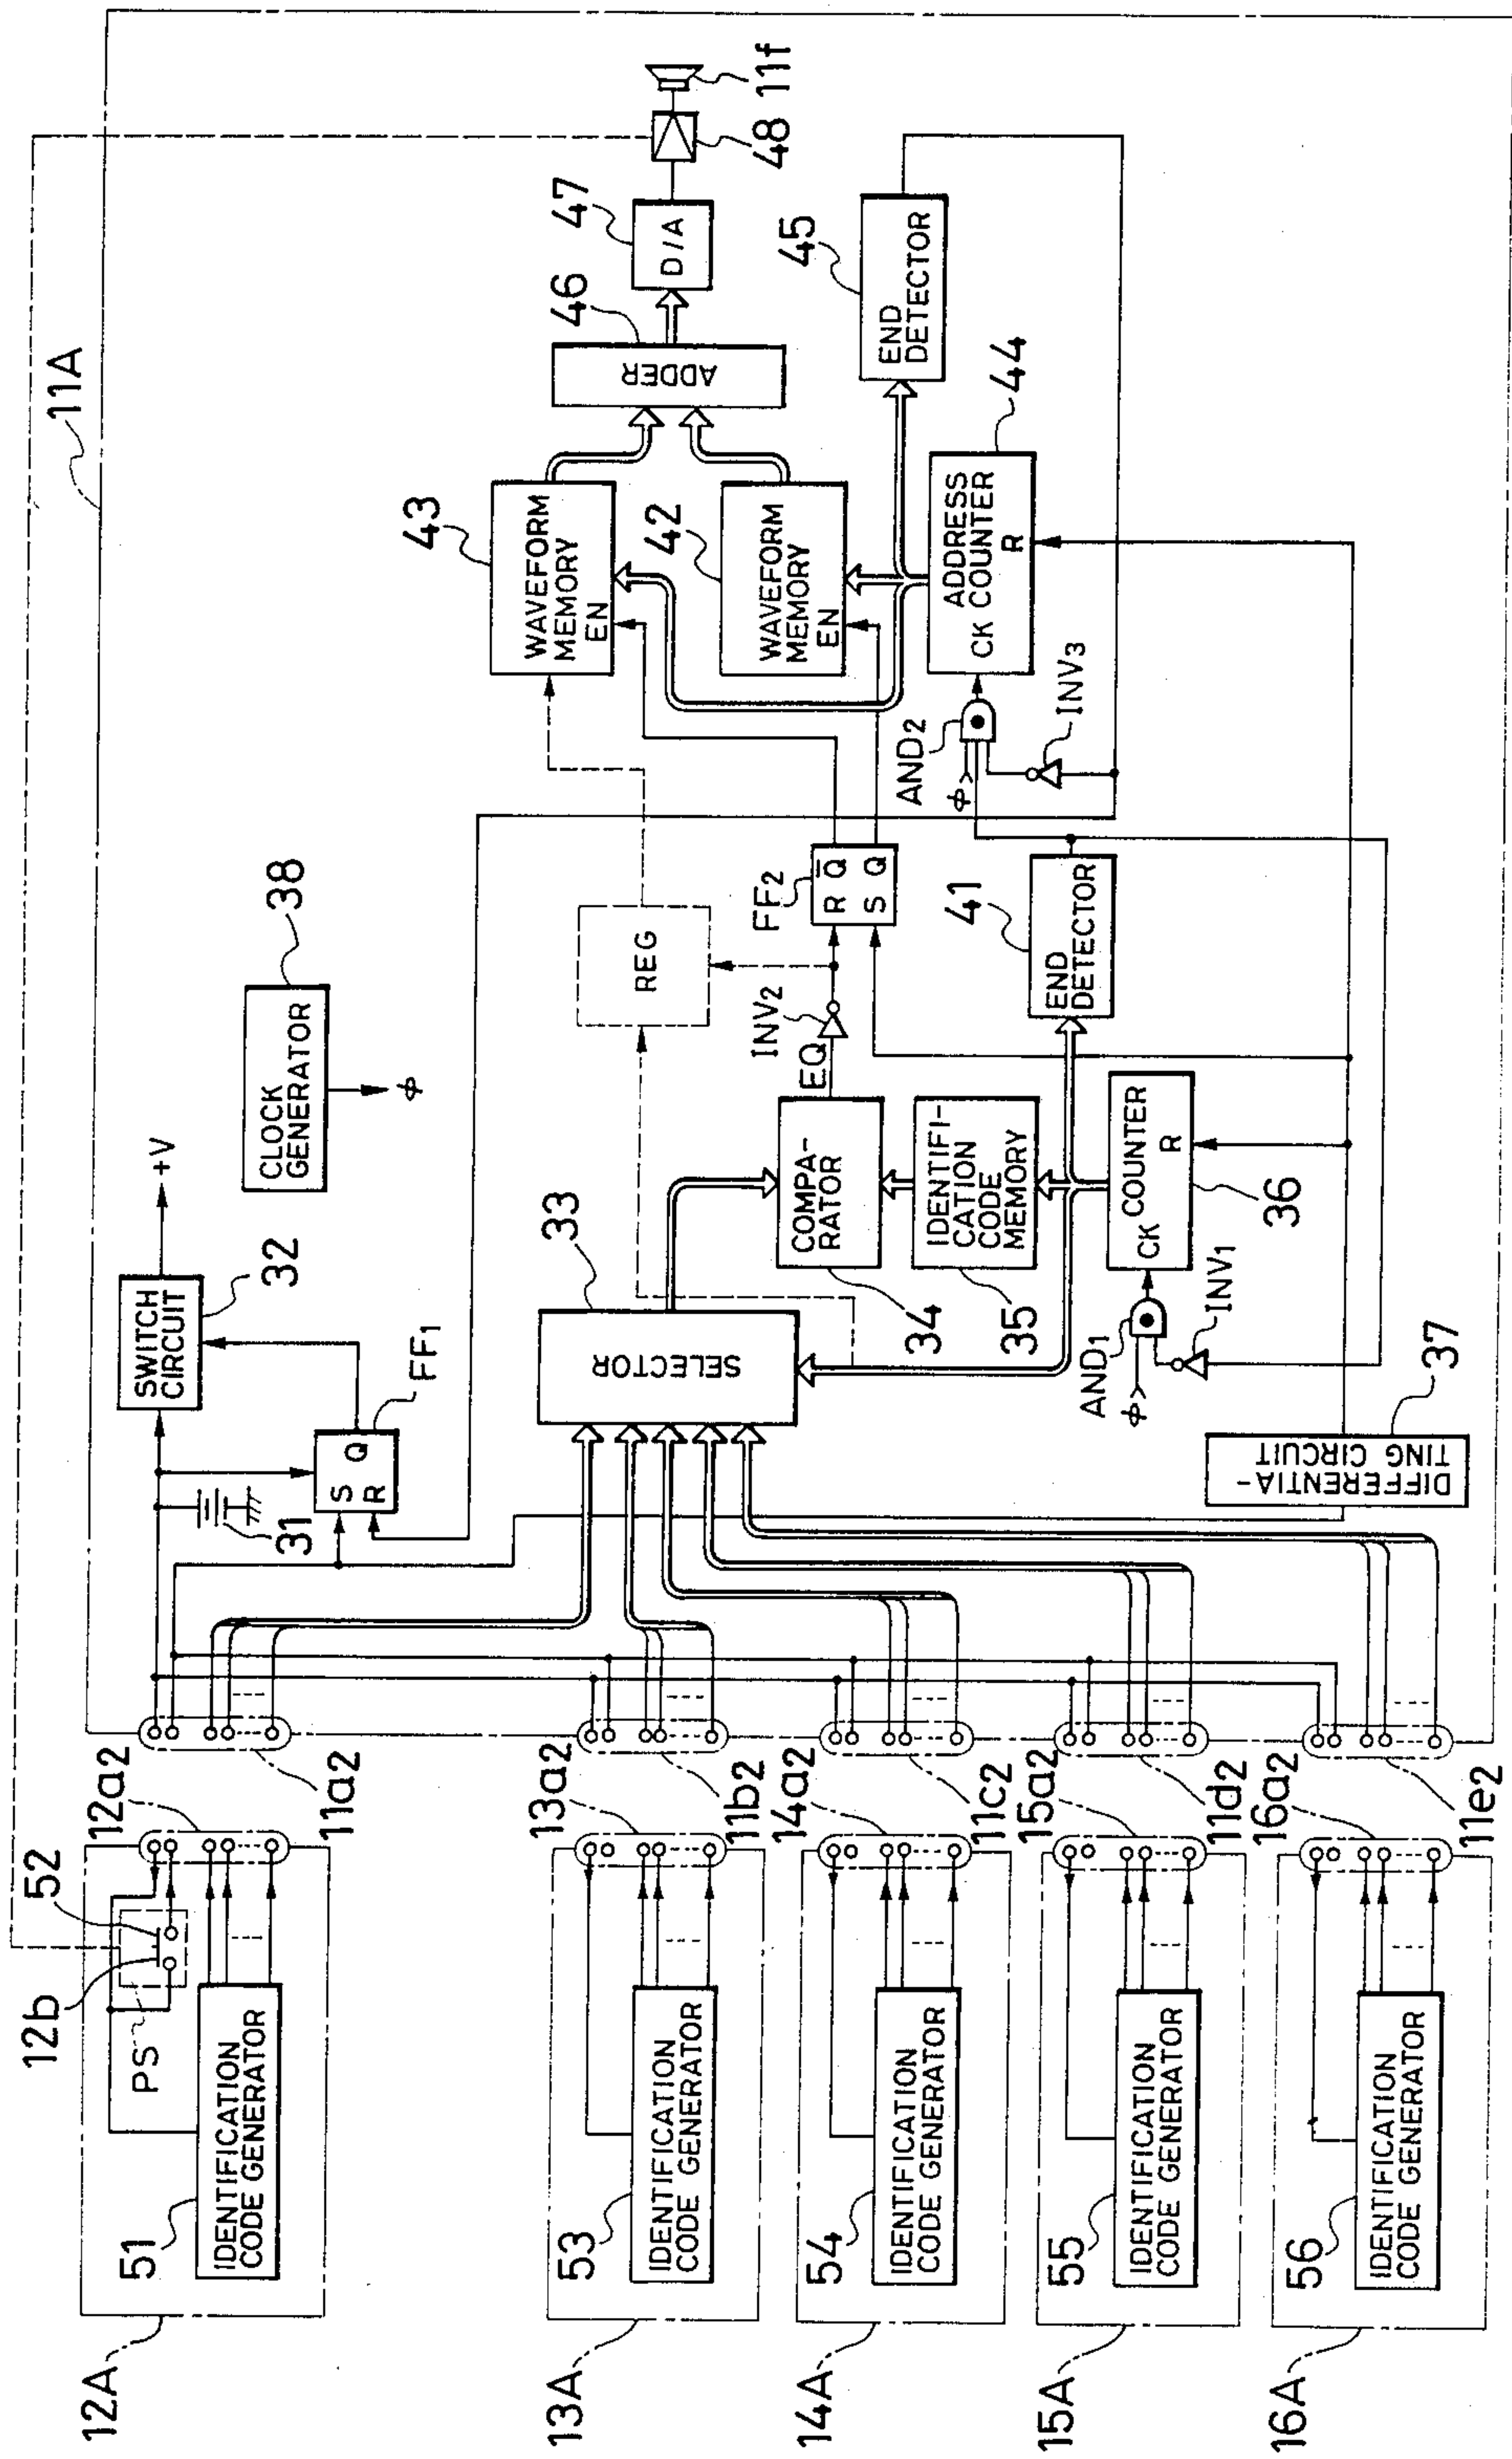 12A
51
IDENTIFICATION
CODE GENERATOR
12b
PS
52
12a2
11a2
13A
53
IDENTIFICATION
CODE GENERATOR
13a2
11b2
14A
54
IDENTIFICATION
CODE GENERATOR
14a2
11c2
15A
55
IDENTIFICATION
CODE GENERATOR
15a2
11d2
16A
56
IDENTIFICATION
CODE GENERATOR
16a2
11e2
11A
31
S Q
R
FF1
SWITCH
CIRCUIT
32
+V
CLOCK
GENERATOR
38
ϕ
SELECTOR
33
COMPA-
RATOR
34
EQ
INV2
IDENTIFI-
CATION
CODE
MEMORY
35
COUNTER
CK R
36
AND1
ϕ
INV1
DIFFERENTIA-
TING CIRCUIT
37
REG
FF2
R Q̅
S Q
END
DETECTOR
41
WAVEFORM
MEMORY
EN
43
WAVEFORM
MEMORY
EN
42
ADDRESS
COUNTER
CK R
44
AND2
ϕ
INV3
END
DETECTOR
45
ADDER
46
D/A
47
48
11f